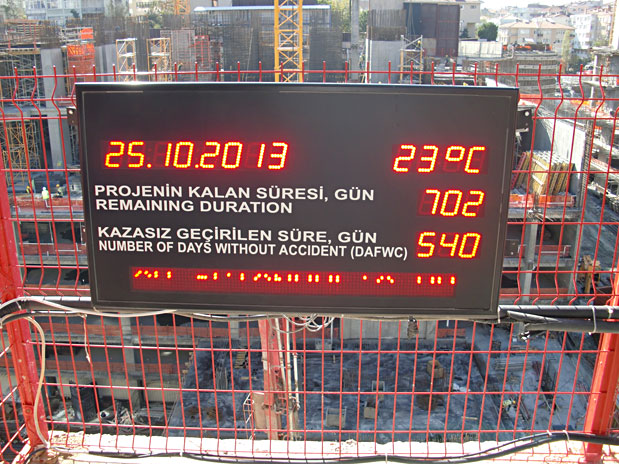 25.10.2013 23ºC
PROJENİN KALAN SÜRESİ, GÜN
REMAINING DURATION 702
KAZASIZ GEÇİRİLEN SÜRE, GÜN
NUMBER OF DAYS WITHOUT ACCIDENT (DAFWC) 540